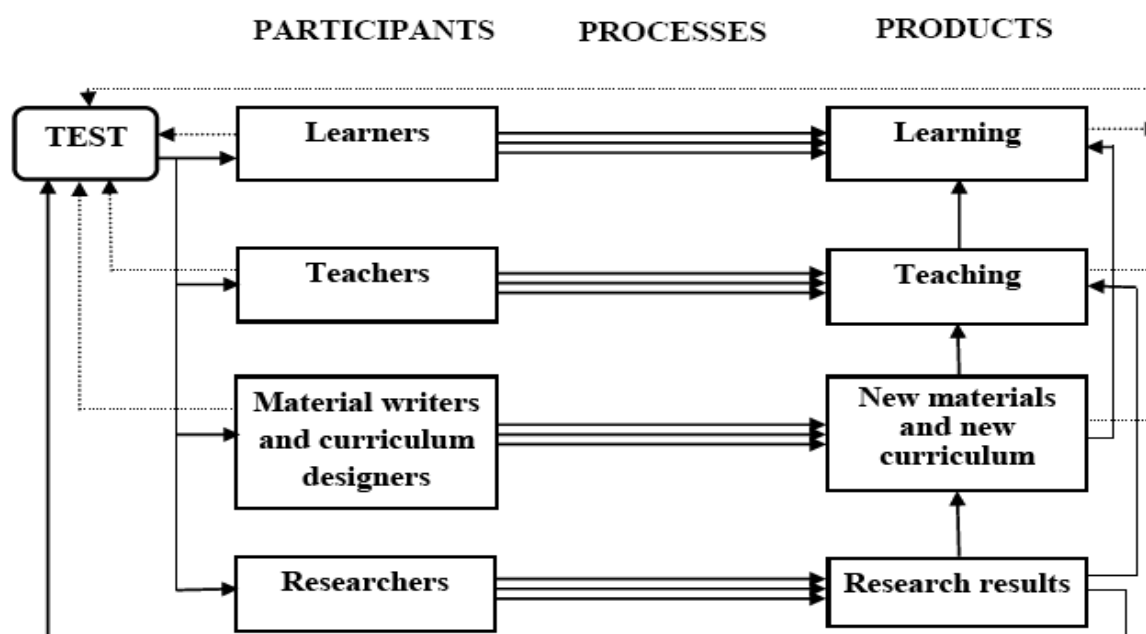 PARTICIPANTS PROCESSES PRODUCTS
TEST
Learners
Learning
Teachers
Teaching
Material writers
and curriculum
designers
New materials
and new
curriculum
Researchers
Research results